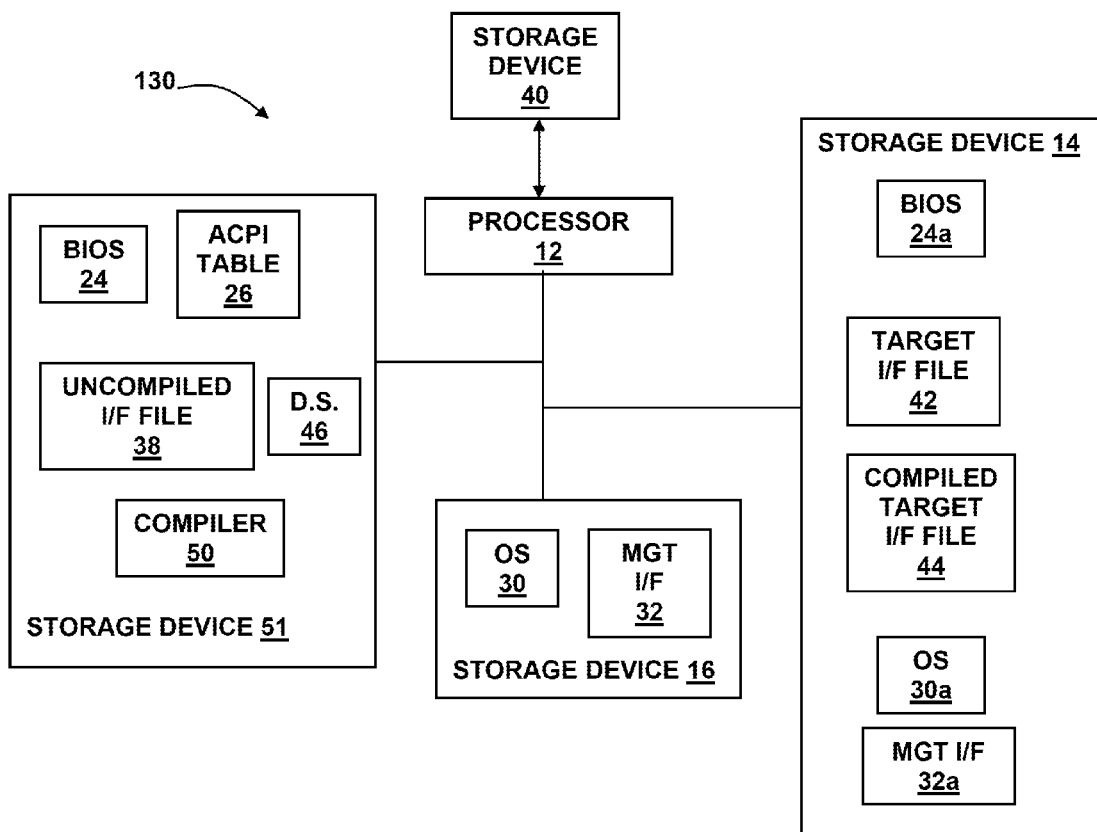 STORAGE
DEVICE
40
130
PROCESSOR
12
BIOS
24
ACPI
TABLE
26
UNCOMPILED
I/F FILE
38
D.S.
46
COMPILER
50
STORAGE DEVICE 51
OS
30
MGT
I/F
32
STORAGE DEVICE 16
STORAGE DEVICE 14
BIOS
24a
TARGET
I/F FILE
42
COMPILED
TARGET
I/F FILE
44
OS
30a
MGT I/F
32a